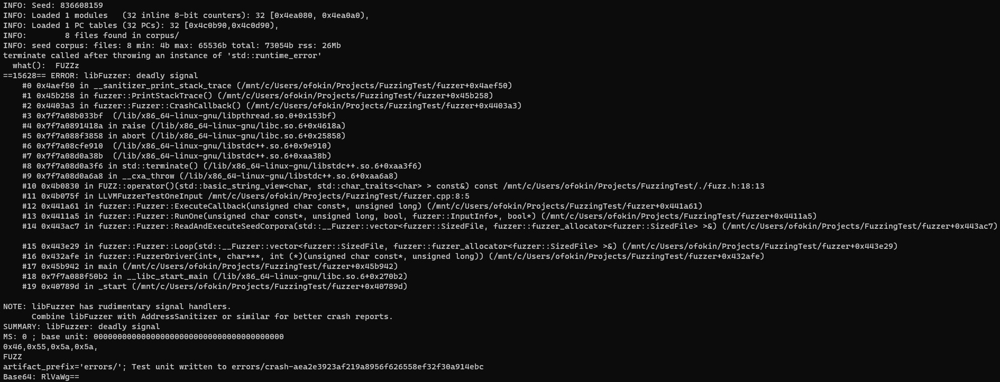 INFO: Seed: 836608159
INFO: Loaded 1 modules   (32 inline 8-bit counters): 32 [0x4ea080, 0x4ea0a0),
INFO: Loaded 1 PC tables (32 PCs): 32 [0x4c0b90,0x4c0d90),
INFO:        8 files found in corpus/
INFO: seed corpus: files: 8 min: 4b max: 65536b total: 73054b rss: 26Mb
terminate called after throwing an instance of 'std::runtime_error'
  what():  FUZZz
==15628== ERROR: libFuzzer: deadly signal
    #0 0x4aef50 in __sanitizer_print_stack_trace (/mnt/c/Users/ofokin/Projects/FuzzingTest/fuzzer+0x4aef50)
    #1 0x45b258 in fuzzer::PrintStackTrace() (/mnt/c/Users/ofokin/Projects/FuzzingTest/fuzzer+0x45b258)
    #2 0x4403a3 in fuzzer::Fuzzer::CrashCallback() (/mnt/c/Users/ofokin/Projects/FuzzingTest/fuzzer+0x4403a3)
    #3 0x7f7a08b033bf  (/lib/x86_64-linux-gnu/libpthread.so.0+0x153bf)
    #4 0x7f7a0891418a in raise (/lib/x86_64-linux-gnu/libc.so.6+0x4618a)
    #5 0x7f7a088f3858 in abort (/lib/x86_64-linux-gnu/libc.so.6+0x25858)
    #6 0x7f7a08cfe910  (/lib/x86_64-linux-gnu/libstdc++.so.6+0x9e910)
    #7 0x7f7a08d0a38b  (/lib/x86_64-linux-gnu/libstdc++.so.6+0xaa38b)
    #8 0x7f7a08d0a3f6 in std::terminate() (/lib/x86_64-linux-gnu/libstdc++.so.6+0xaa3f6)
    #9 0x7f7a08d0a6a8 in __cxa_throw (/lib/x86_64-linux-gnu/libstdc++.so.6+0xaa6a8)
    #10 0x4b0830 in FUZZ::operator()(std::basic_string_view<char, std::char_traits<char> > const&) const /mnt/c/Users/ofokin/Projects/FuzzingTest/./fuzz.h:18:13
    #11 0x4b075f in LLVMFuzzerTestOneInput /mnt/c/Users/ofokin/Projects/FuzzingTest/fuzzer.cpp:8:5
    #12 0x441a61 in fuzzer::Fuzzer::ExecuteCallback(unsigned char const*, unsigned long) (/mnt/c/Users/ofokin/Projects/FuzzingTest/fuzzer+0x441a61)
    #13 0x4411a5 in fuzzer::Fuzzer::RunOne(unsigned char const*, unsigned long, bool, fuzzer::InputInfo*, bool*) (/mnt/c/Users/ofokin/Projects/FuzzingTest/fuzzer+0x4411a5)
    #14 0x443ac7 in fuzzer::Fuzzer::ReadAndExecuteSeedCorpora(std::__Fuzzer::vector<fuzzer::SizedFile, fuzzer::fuzzer_allocator<fuzzer::SizedFile> >&) (/mnt/c/Users/ofokin/Projects/FuzzingTest/fuzzer+0x443ac7)
    #15 0x443e29 in fuzzer::Fuzzer::Loop(std::__Fuzzer::vector<fuzzer::SizedFile, fuzzer::fuzzer_allocator<fuzzer::SizedFile> >&) (/mnt/c/Users/ofokin/Projects/FuzzingTest/fuzzer+0x443e29)
    #16 0x432afe in fuzzer::FuzzerDriver(int*, char***, int (*)(unsigned char const*, unsigned long)) (/mnt/c/Users/ofokin/Projects/FuzzingTest/fuzzer+0x432afe)
    #17 0x45b942 in main (/mnt/c/Users/ofokin/Projects/FuzzingTest/fuzzer+0x45b942)
    #18 0x7f7a088f50b2 in __libc_start_main (/lib/x86_64-linux-gnu/libc.so.6+0x270b2)
    #19 0x40789d in _start (/mnt/c/Users/ofokin/Projects/FuzzingTest/fuzzer+0x40789d)
NOTE: libFuzzer has rudimentary signal handlers.
      Combine libFuzzer with AddressSanitizer or similar for better crash reports.
SUMMARY: libFuzzer: deadly signal
MS: 0 ; base unit: 0000000000000000000000000000000000000000
0x46,0x55,0x5a,0x5a,
FUZZ
artifact_prefix='errors/'; Test unit written to errors/crash-aea2e3923af219a8956f626558ef32f30a914ebc
Base64: RlVaWg==